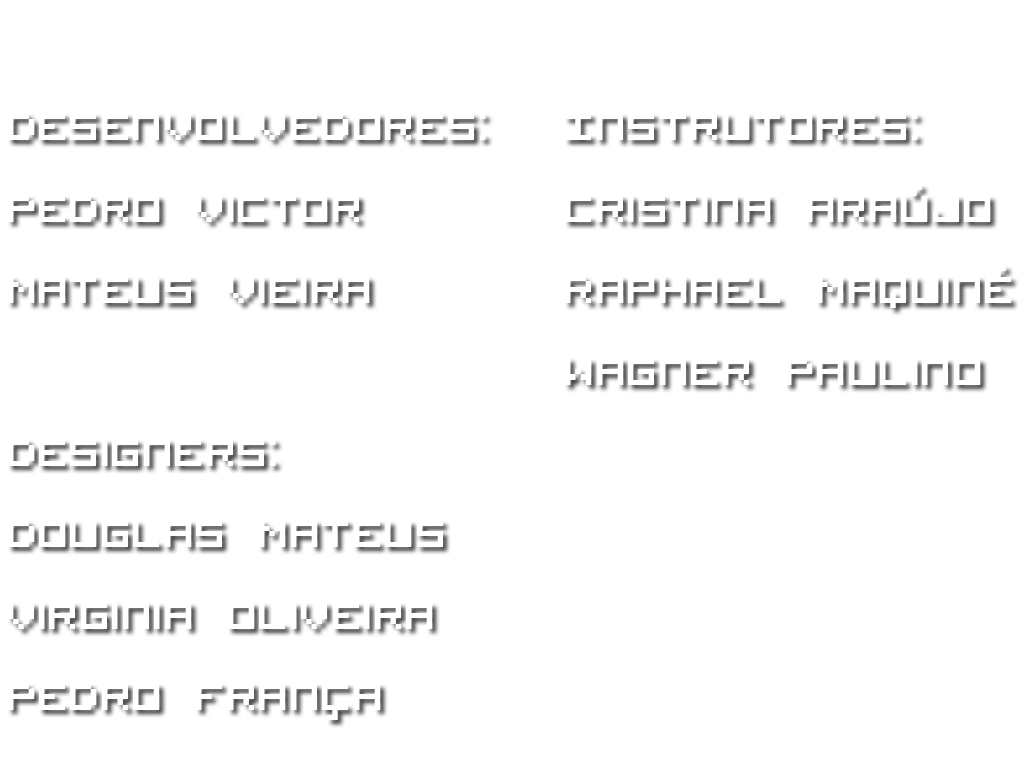 DESENVOLVEDORES:
PEDRO VICTOR
MATEUS VIEIRA
DESIGNERS:
DOUGLAS MATEUS
VIRGINIA OLIVEIRA
PEDRO FRANÇA
INSTRUTORES:
CRISTINA ARAÚJO
RAPHAEL MAQUINÉ
WAGNER PAULINO